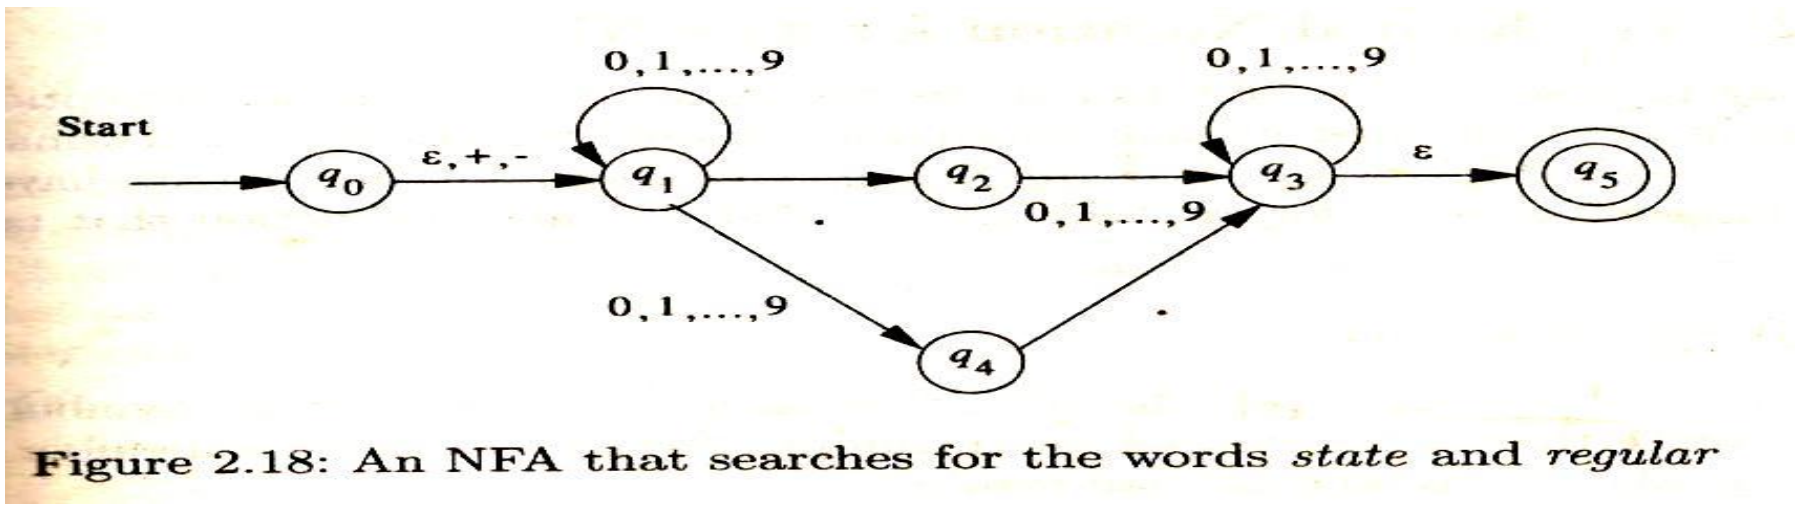 0,1,...,9 0,1,...,9
Start
ε,+,- ε
q0 q1 q2 q3 q5
. 0,1,...,9
0,1,...,9 .
q4
Figure 2.18: An NFA that searches for the words state and regular